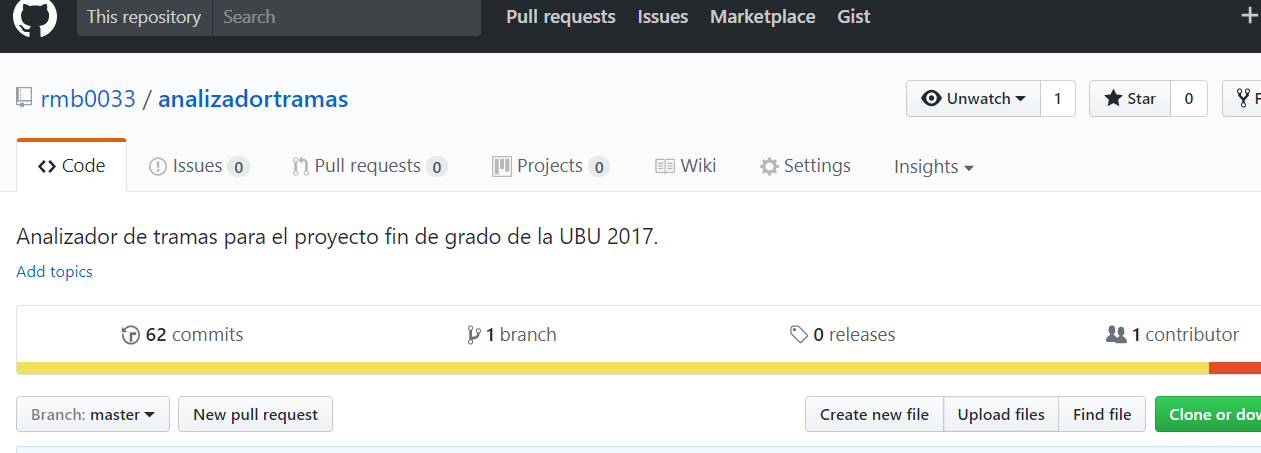 This repository Search Pull requests Issues Marketplace Gist
rmb0033 / analizadortramas Unwatch 1 Star 0
Code Issues 0 Pull requests 0 Projects 0 Wiki Settings Insights
Analizador de tramas para el proyecto fin de grado de la UBU 2017.
Add topics
62 commits 1 branch 0 releases 1 contributor
Branch: master New pull request Create new file Upload files Find file Clone or dow